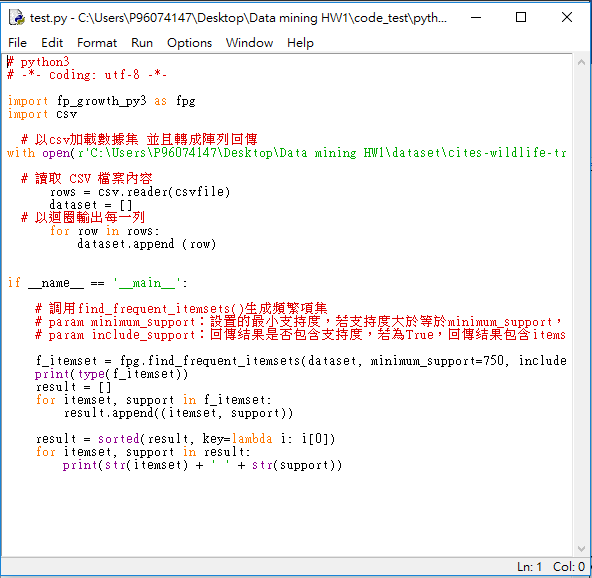 test.py - C:\Users\P96074147\Desktop\Data mining HW1\code_test\pyth...
File Edit Format Run Options Window Help
# python3
# -*- coding: utf-8 -*-
import fp_growth_py3 as fpg
import csv
# 以csv加載數據集 並且轉成陣列回傳
with open(r'C:\Users\P96074147\Desktop\Data mining HW1\dataset\cites-wildlife-tr
# 讀取 CSV 檔案內容
rows = csv.reader(csvfile)
dataset = []
# 以迴圈輸出每一列
for row in rows:
dataset.append (row)
if __name__ == '__main__':
# 調用find_frequent_itemsets()生成頻繁項集
# param minimum_support：設置的最小支持度，若支持度大於等於minimum_support，
# param include_support：回傳结果是否包含支持度，若為True，回傳结果包含items
f_itemset = fpg.find_frequent_itemsets(dataset, minimum_support=750, include
print(type(f_itemset))
result = []
for itemset, support in f_itemset:
result.append((itemset, support))
result = sorted(result, key=lambda i: i[0])
for itemset, support in result:
print(str(itemset) + ' ' + str(support))
Ln: 1 Col: 0